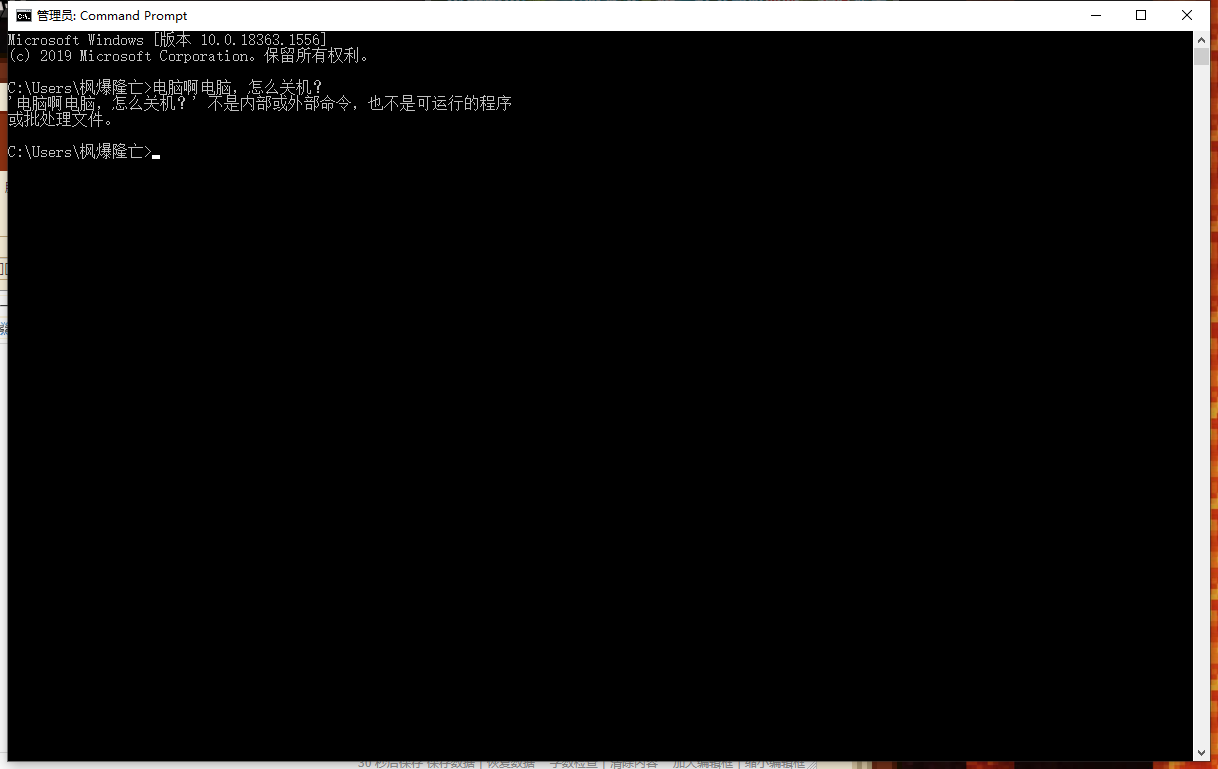 管理员: Command Prompt
Microsoft Windows [版本 10.0.18363.1556]
(c) 2019 Microsoft Corporation。保留所有权利。
C:\Users\枫爆隆亡>电脑啊电脑，怎么关机？
'电脑啊电脑，怎么关机？' 不是内部或外部命令，也不是可运行的程序
或批处理文件。
C:\Users\枫爆隆亡>
30 秒后保存 保存数据 | 恢复数据 字数检查 | 清除内容 加大编辑框 | 缩小编辑框